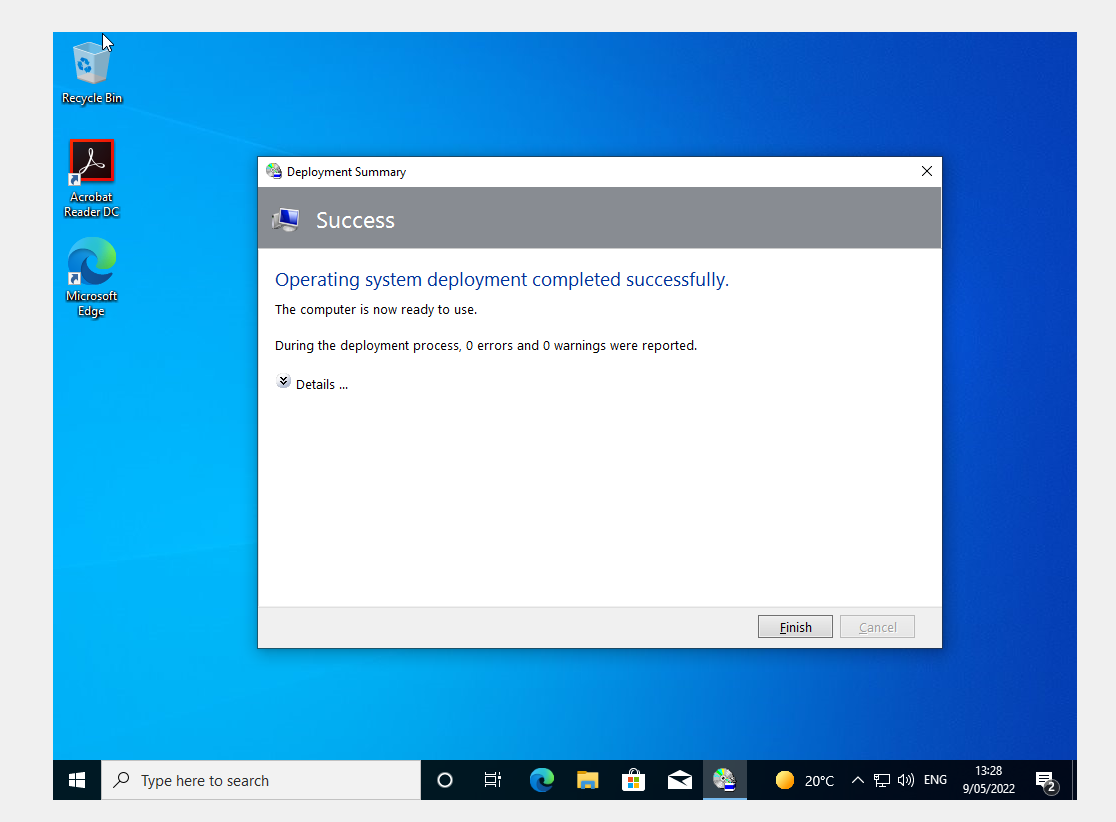 Recycle Bin
Acrobat
Reader DC
Microsoft
Edge
Deployment Summary
Success
Operating system deployment completed successfully.
The computer is now ready to use.
During the deployment process, 0 errors and 0 warnings were reported.
Details ...
Finish
Cancel
Type here to search
20°C
ENG
13:28
9/05/2022
2